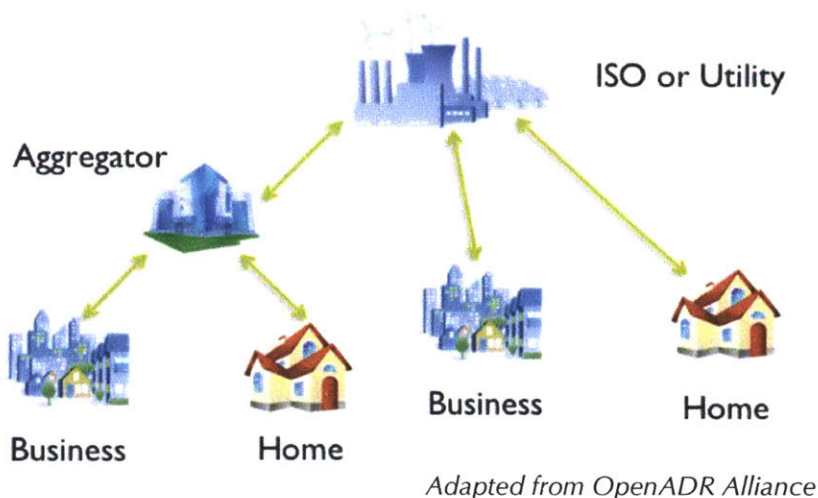 ISO or Utility
Aggregator
Business
Home
Business
Home
Adapted from OpenADR Alliance